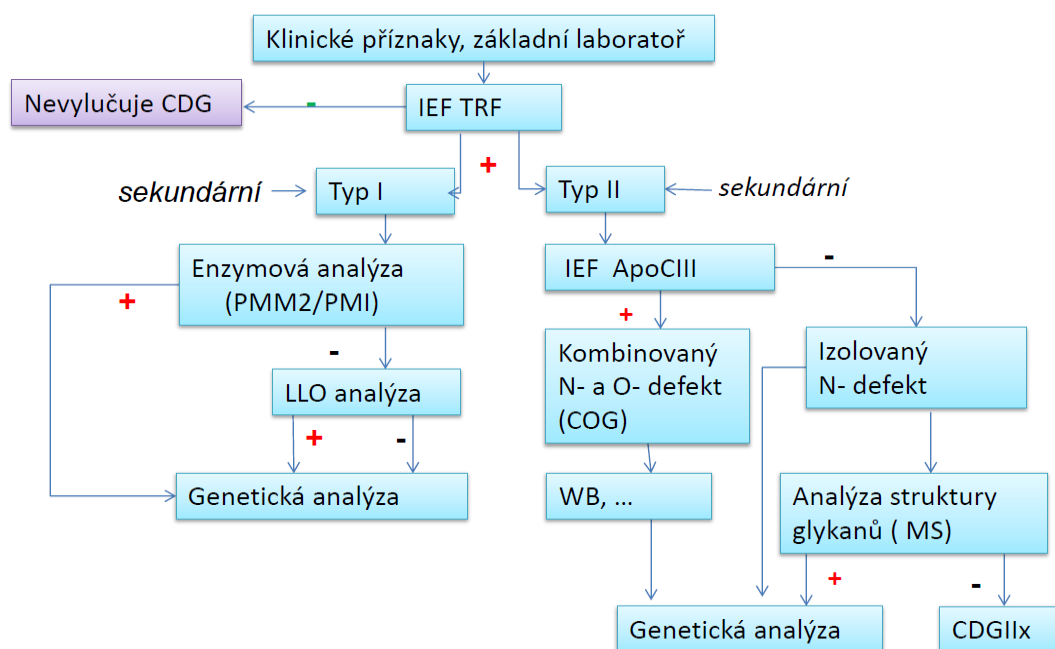 Klinické příznaky, základní laboratoř
Nevylučuje CDG
-
IEF TRF
+
sekundární
Typ I
Typ II
sekundární
Enzymová analýza
(PMM2/PMI)
IEF ApoCIII
-
+
+
-
Kombinovaný
N- a O- defekt
(COG)
Izolovaný
N- defekt
LLO analýza
+
-
Genetická analýza
WB, ...
Analýza struktury
glykanů ( MS)
+
-
Genetická analýza
CDGIIx